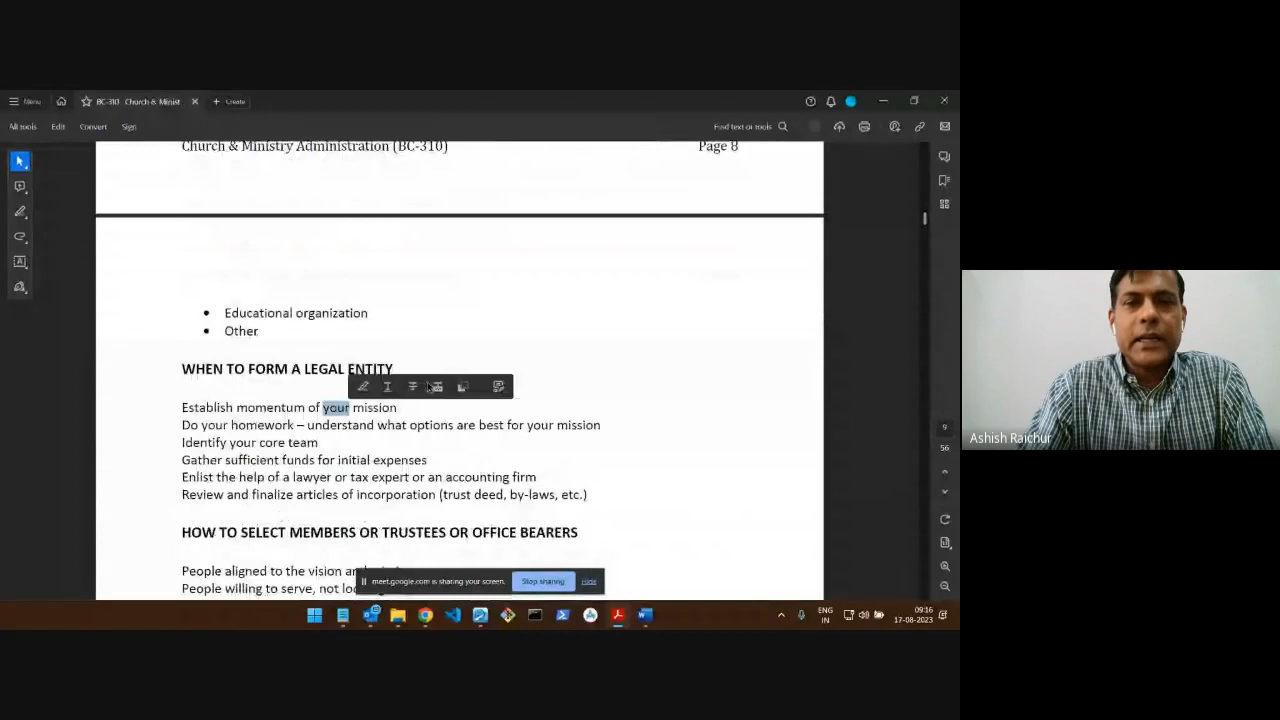 Menu
BC-310 Church & Minist
Create
All tools
Edit
Convert
Sign
Find text or tools
Church & Ministry Administration (BC-310)
Page 8
• Educational organization
• Other
WHEN TO FORM A LEGAL ENTITY
Establish momentum of your mission
Do your homework – understand what options are best for your mission
Identify your core team
Gather sufficient funds for initial expenses
Enlist the help of a lawyer or tax expert or an accounting firm
Review and finalize articles of incorporation (trust deed, by-laws, etc.)
HOW TO SELECT MEMBERS OR TRUSTEES OR OFFICE BEARERS
People aligned to the vision
People willing to serve, not
meet.google.com is sharing your screen.
Stop sharing
Hide
9
56
Ashish Raichur
ENG
IN
09:16
17-08-2023